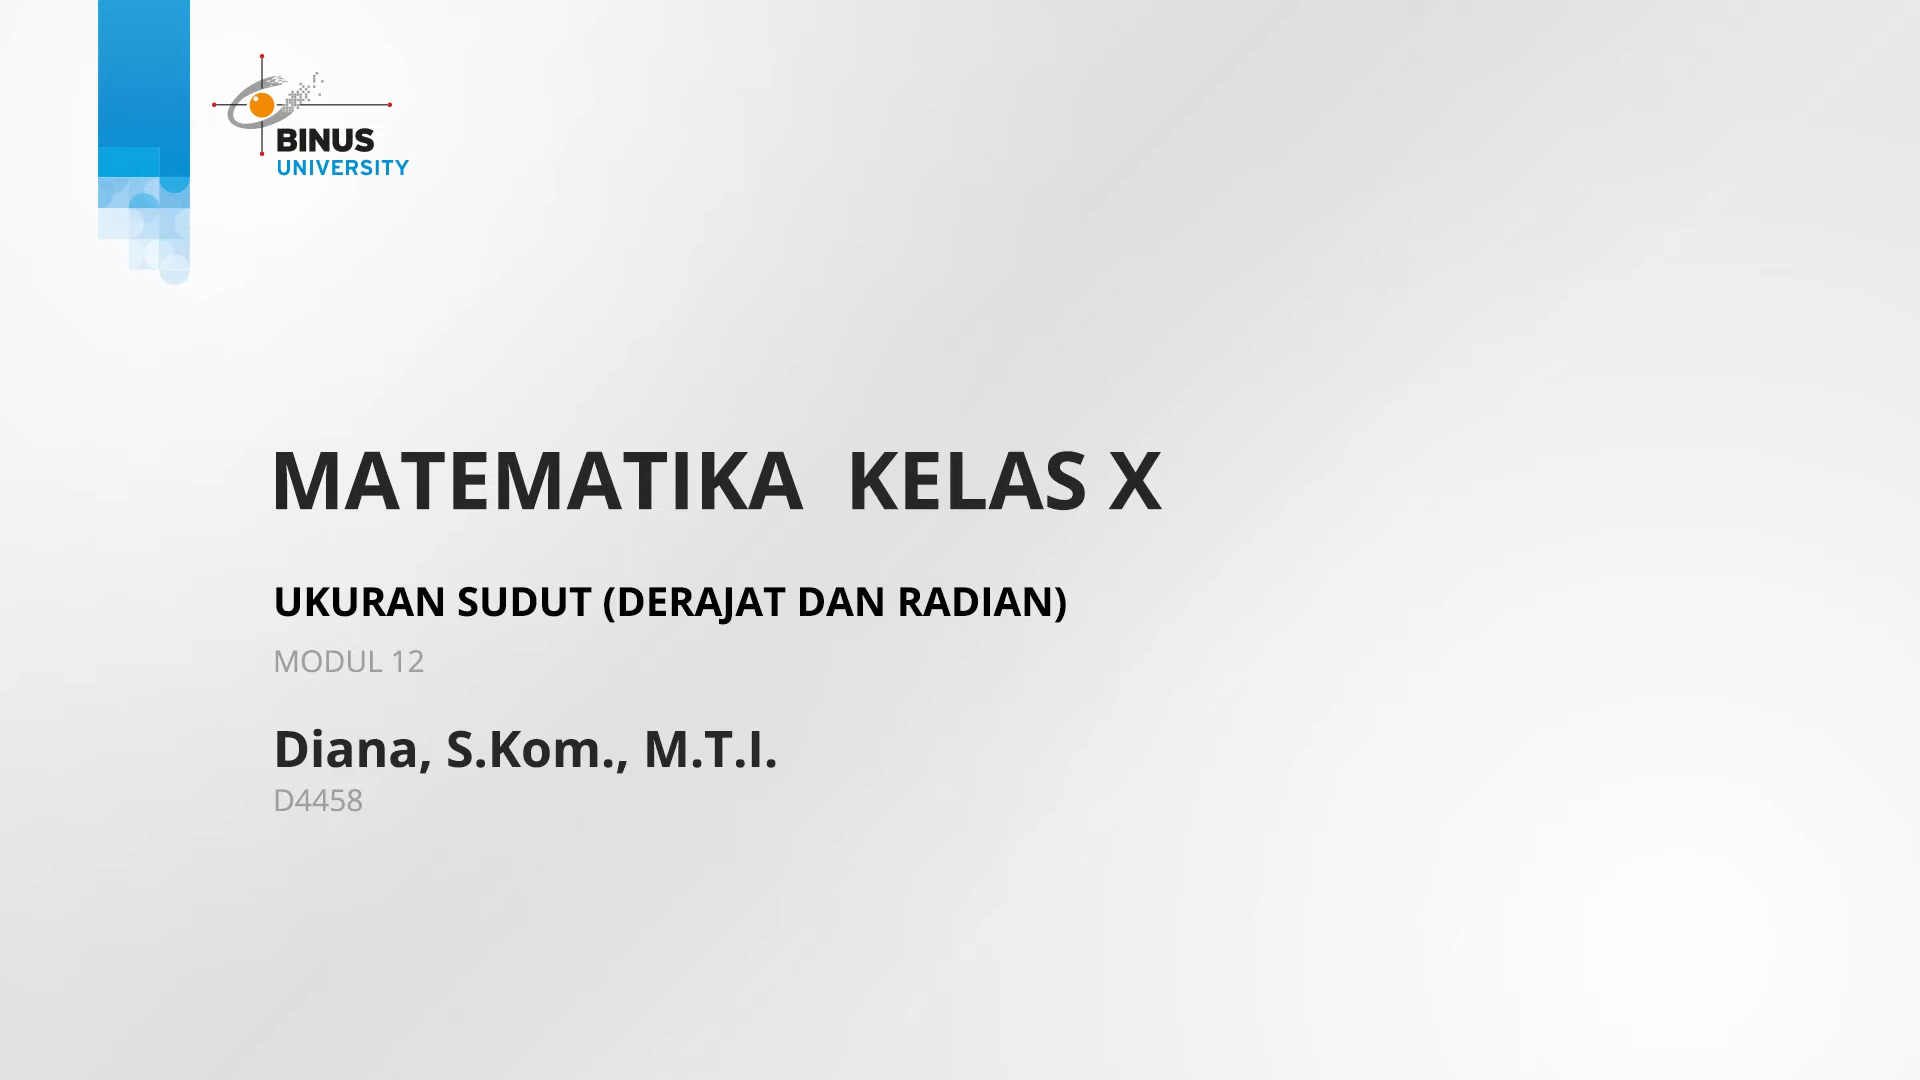 BINUS
UNIVERSITY
MATEMATIKA KELAS X
UKURAN SUDUT (DERAJAT DAN RADIAN)
MODUL 12
Diana, S.Kom., M.T.I.
D4458